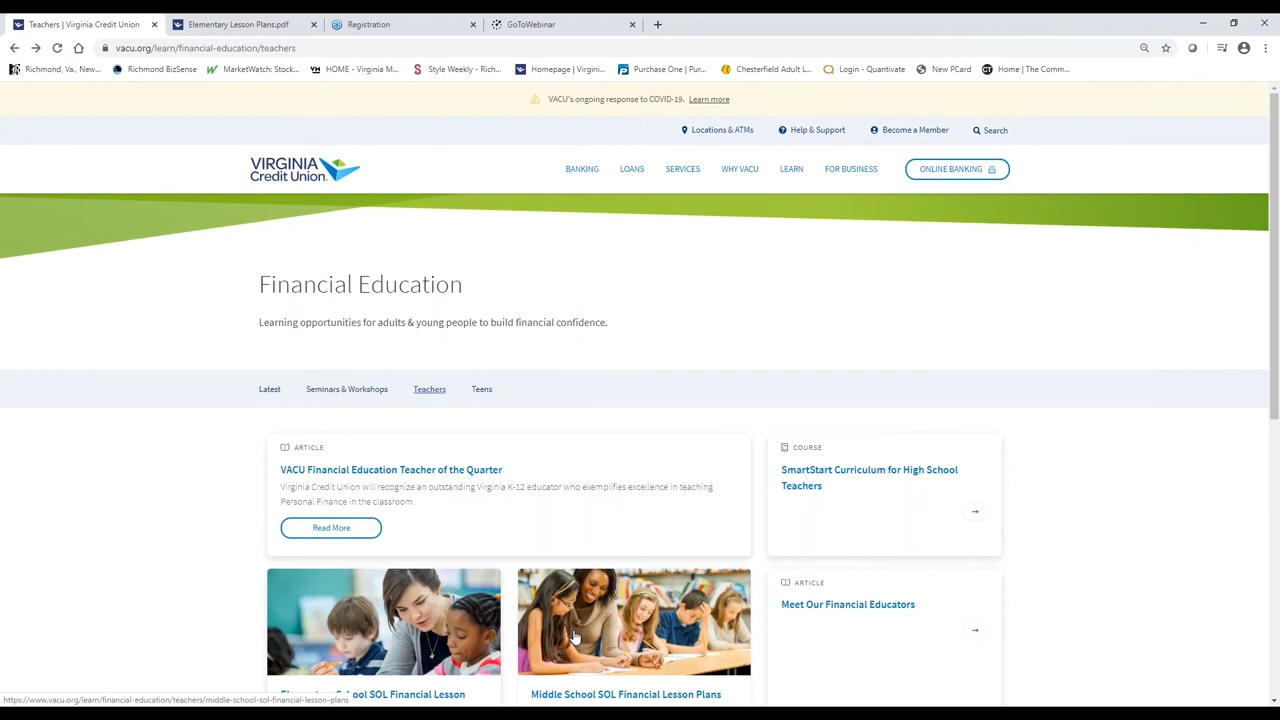 Teachers | Virginia Credit Union
Elementary Lesson Plans.pdf
Registration
GoToWebinar
vacu.org/learn/financial-education/teachers
Richmond, Va., New...
Richmond BizSense
MarketWatch: Stock...
HOME - Virginia M...
Style Weekly - Rich...
Homepage | Virgini...
Purchase One | Pur...
Chesterfield Adult L...
Login - Quantivate
New PCard
Home | The Comm...
VACU's ongoing response to COVID-19. Learn more
Locations & ATMs
Help & Support
Become a Member
Search
VIRGINIA
Credit Union
BANKING
LOANS
SERVICES
WHY VACU
LEARN
FOR BUSINESS
ONLINE BANKING
Financial Education
Learning opportunities for adults & young people to build financial confidence.
Latest
Seminars & Workshops
Teachers
Teens
ARTICLE
VACU Financial Education Teacher of the Quarter
Virginia Credit Union will recognize an outstanding Virginia K-12 educator who exemplifies excellence in teaching
Personal Finance in the classroom.
Read More
COURSE
SmartStart Curriculum for High School
Teachers
ARTICLE
Meet Our Financial Educators
Elementary School SOL Financial Lesson
Middle School SOL Financial Lesson Plans
https://www.vacu.org/learn/financial-education/teachers/middle-school-sol-financial-lesson-plans